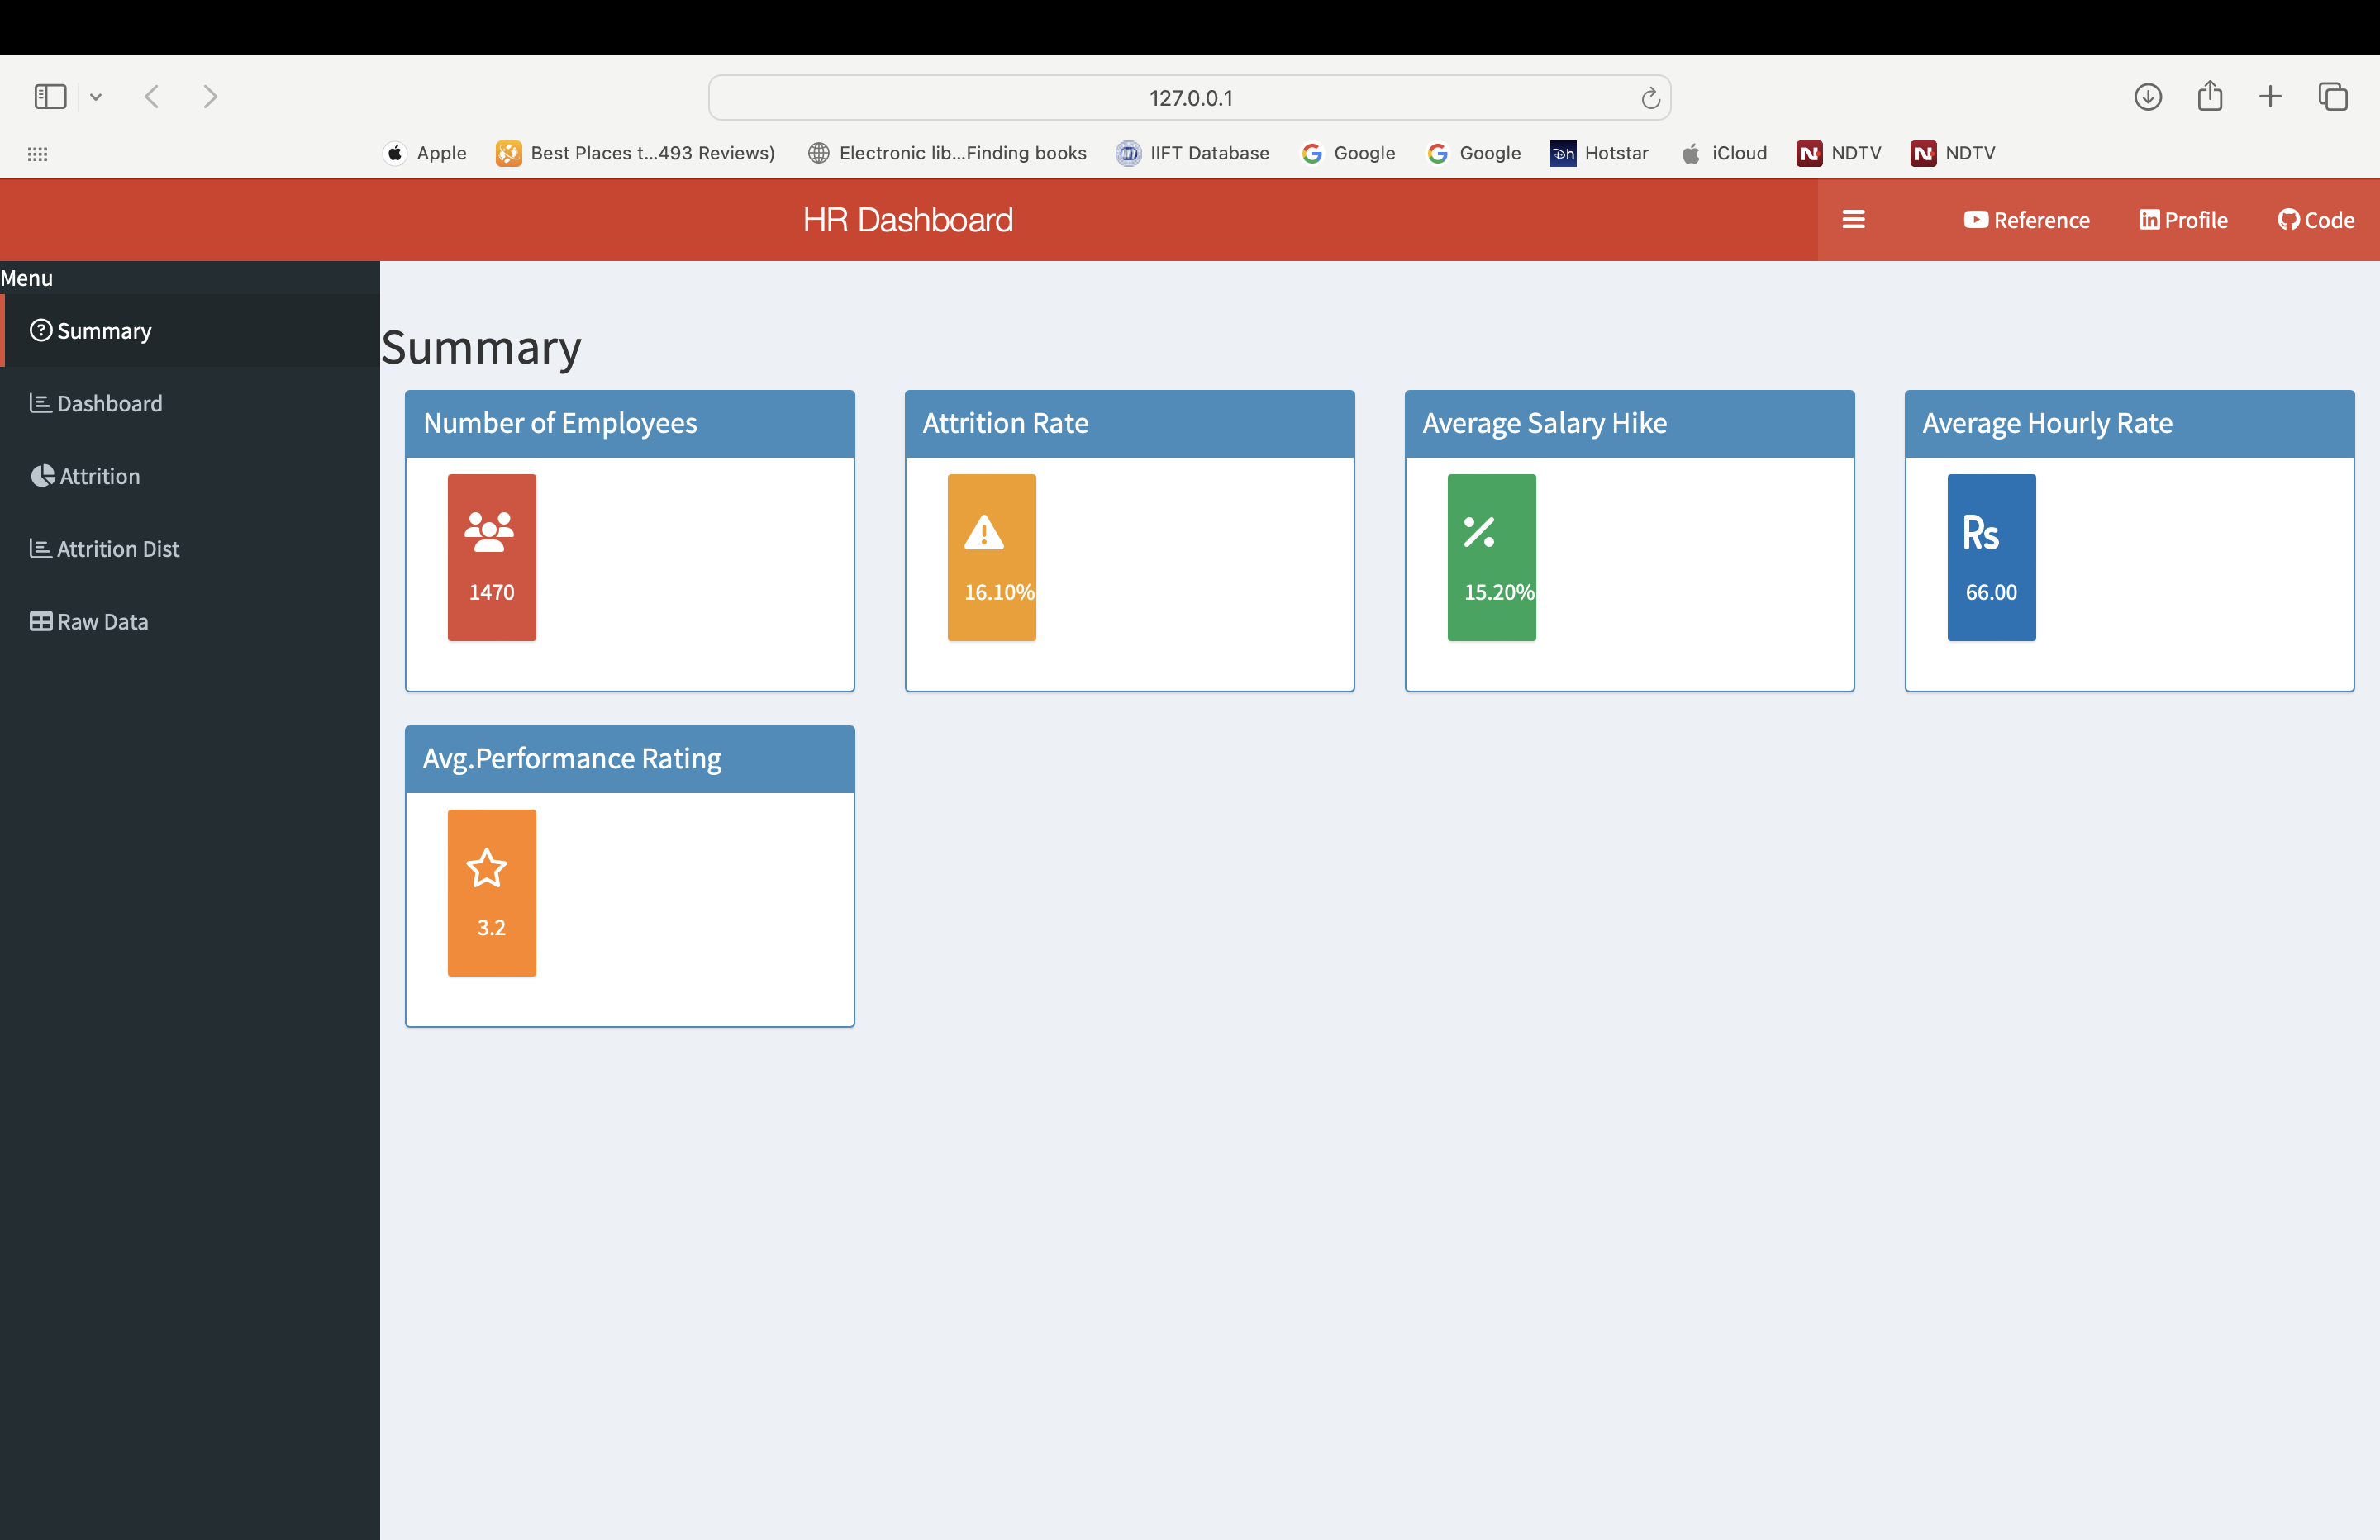 127.0.0.1
Apple Best Places t...493 Reviews) Electronic lib...Finding books IIFT Database Google Google Hotstar iCloud NDTV NDTV
HR Dashboard Reference Profile Code
Menu
Summary
Dashboard
Attrition
Attrition Dist
Raw Data
Summary
Number of Employees Attrition Rate Average Salary Hike Average Hourly Rate
Rs
1470 16.10% 15.20% 66.00
Avg.Performance Rating
3.2